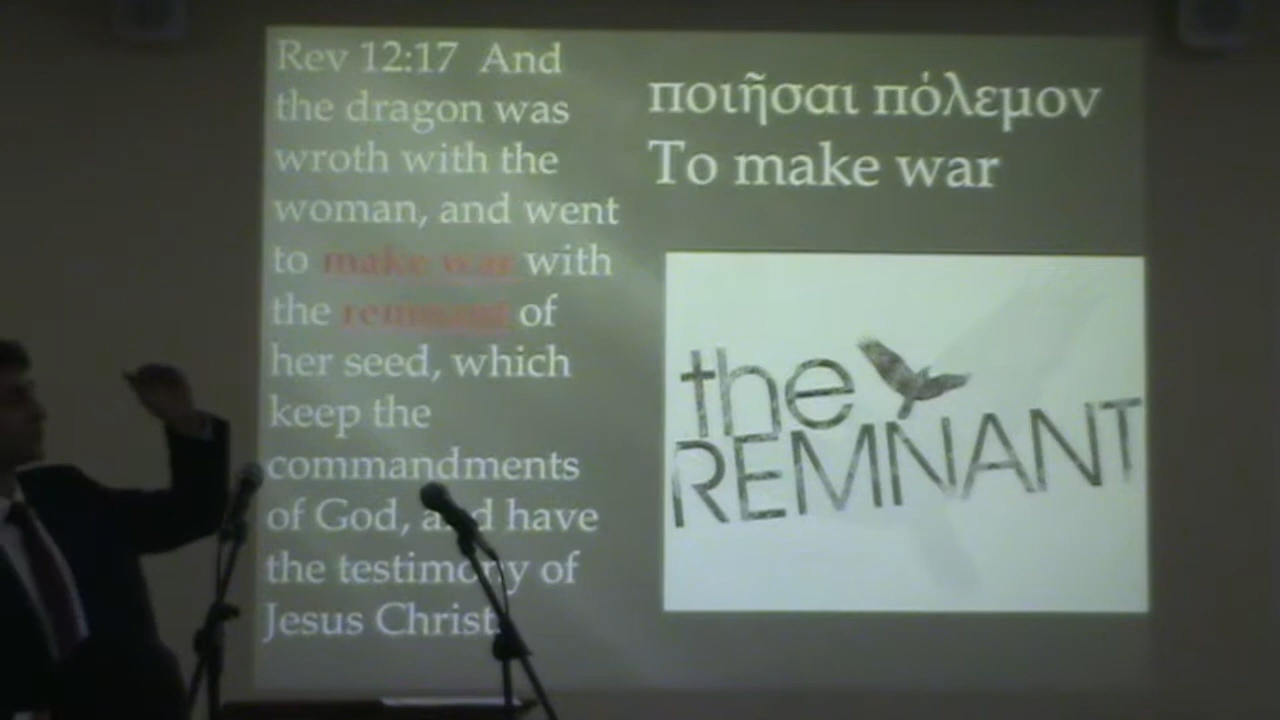 Rev 12:17 And
the dragon was
wroth with the
woman, and went
to make war with
the remnant of
her seed, which
keep the
commandments
of God, and have
the testimony of
Jesus Christ.
ποιῆσαι πόλεμον
To make war
the
REMNANT